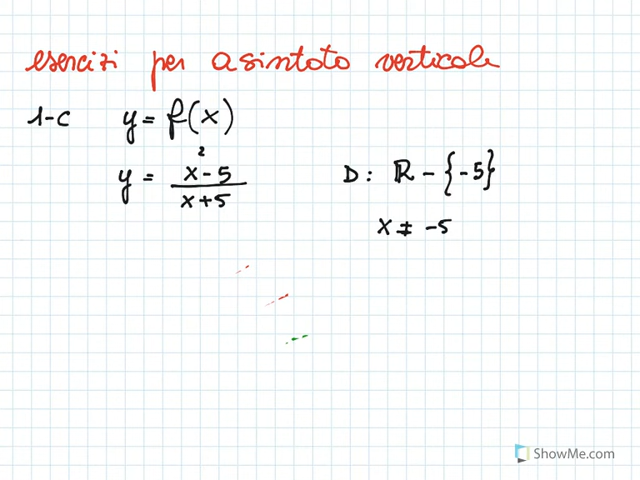 esercizi per asintoto verticale
1-c y = f(x)
y = (x² - 5)/(x + 5) D: ℝ - {-5}
x ≠ -5
ShowMe.com